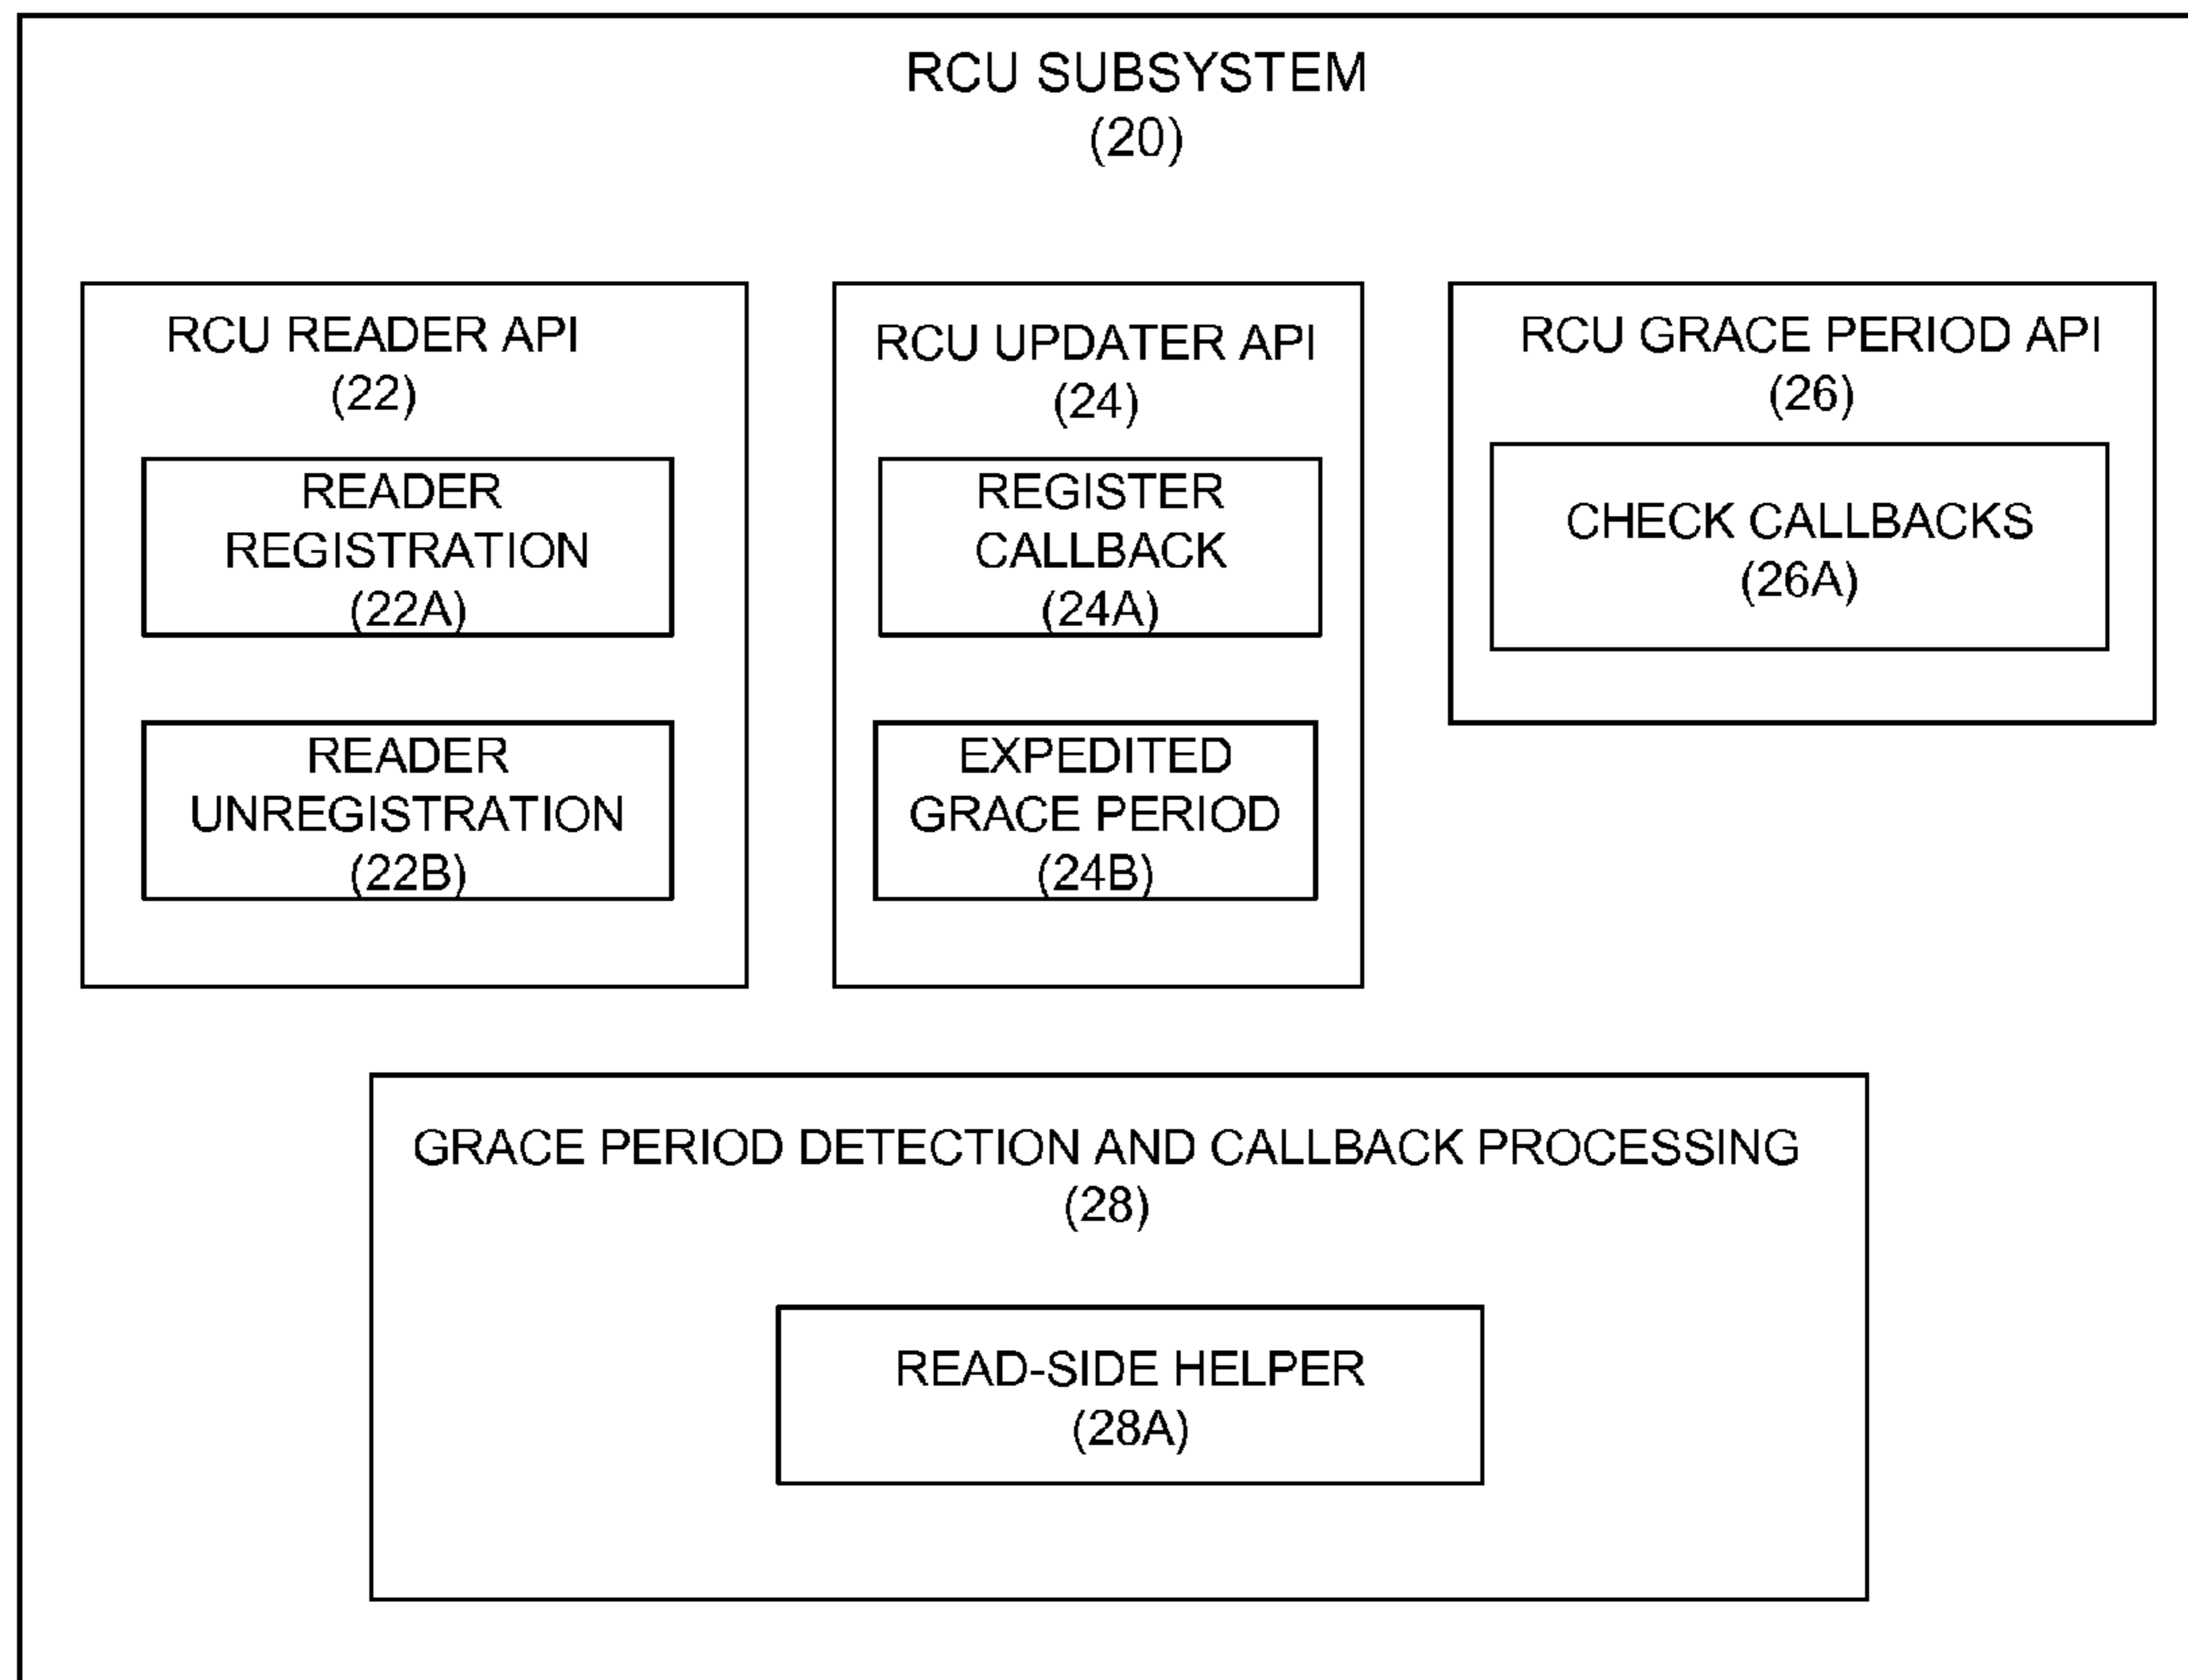 RCU SUBSYSTEM
(20)
RCU READER API
(22)
READER
REGISTRATION
(22A)
READER
UNREGISTRATION
(22B)
RCU UPDATER API
(24)
REGISTER
CALLBACK
(24A)
EXPEDITED
GRACE PERIOD
(24B)
RCU GRACE PERIOD API
(26)
CHECK CALLBACKS
(26A)
GRACE PERIOD DETECTION AND CALLBACK PROCESSING
(28)
READ-SIDE HELPER
(28A)